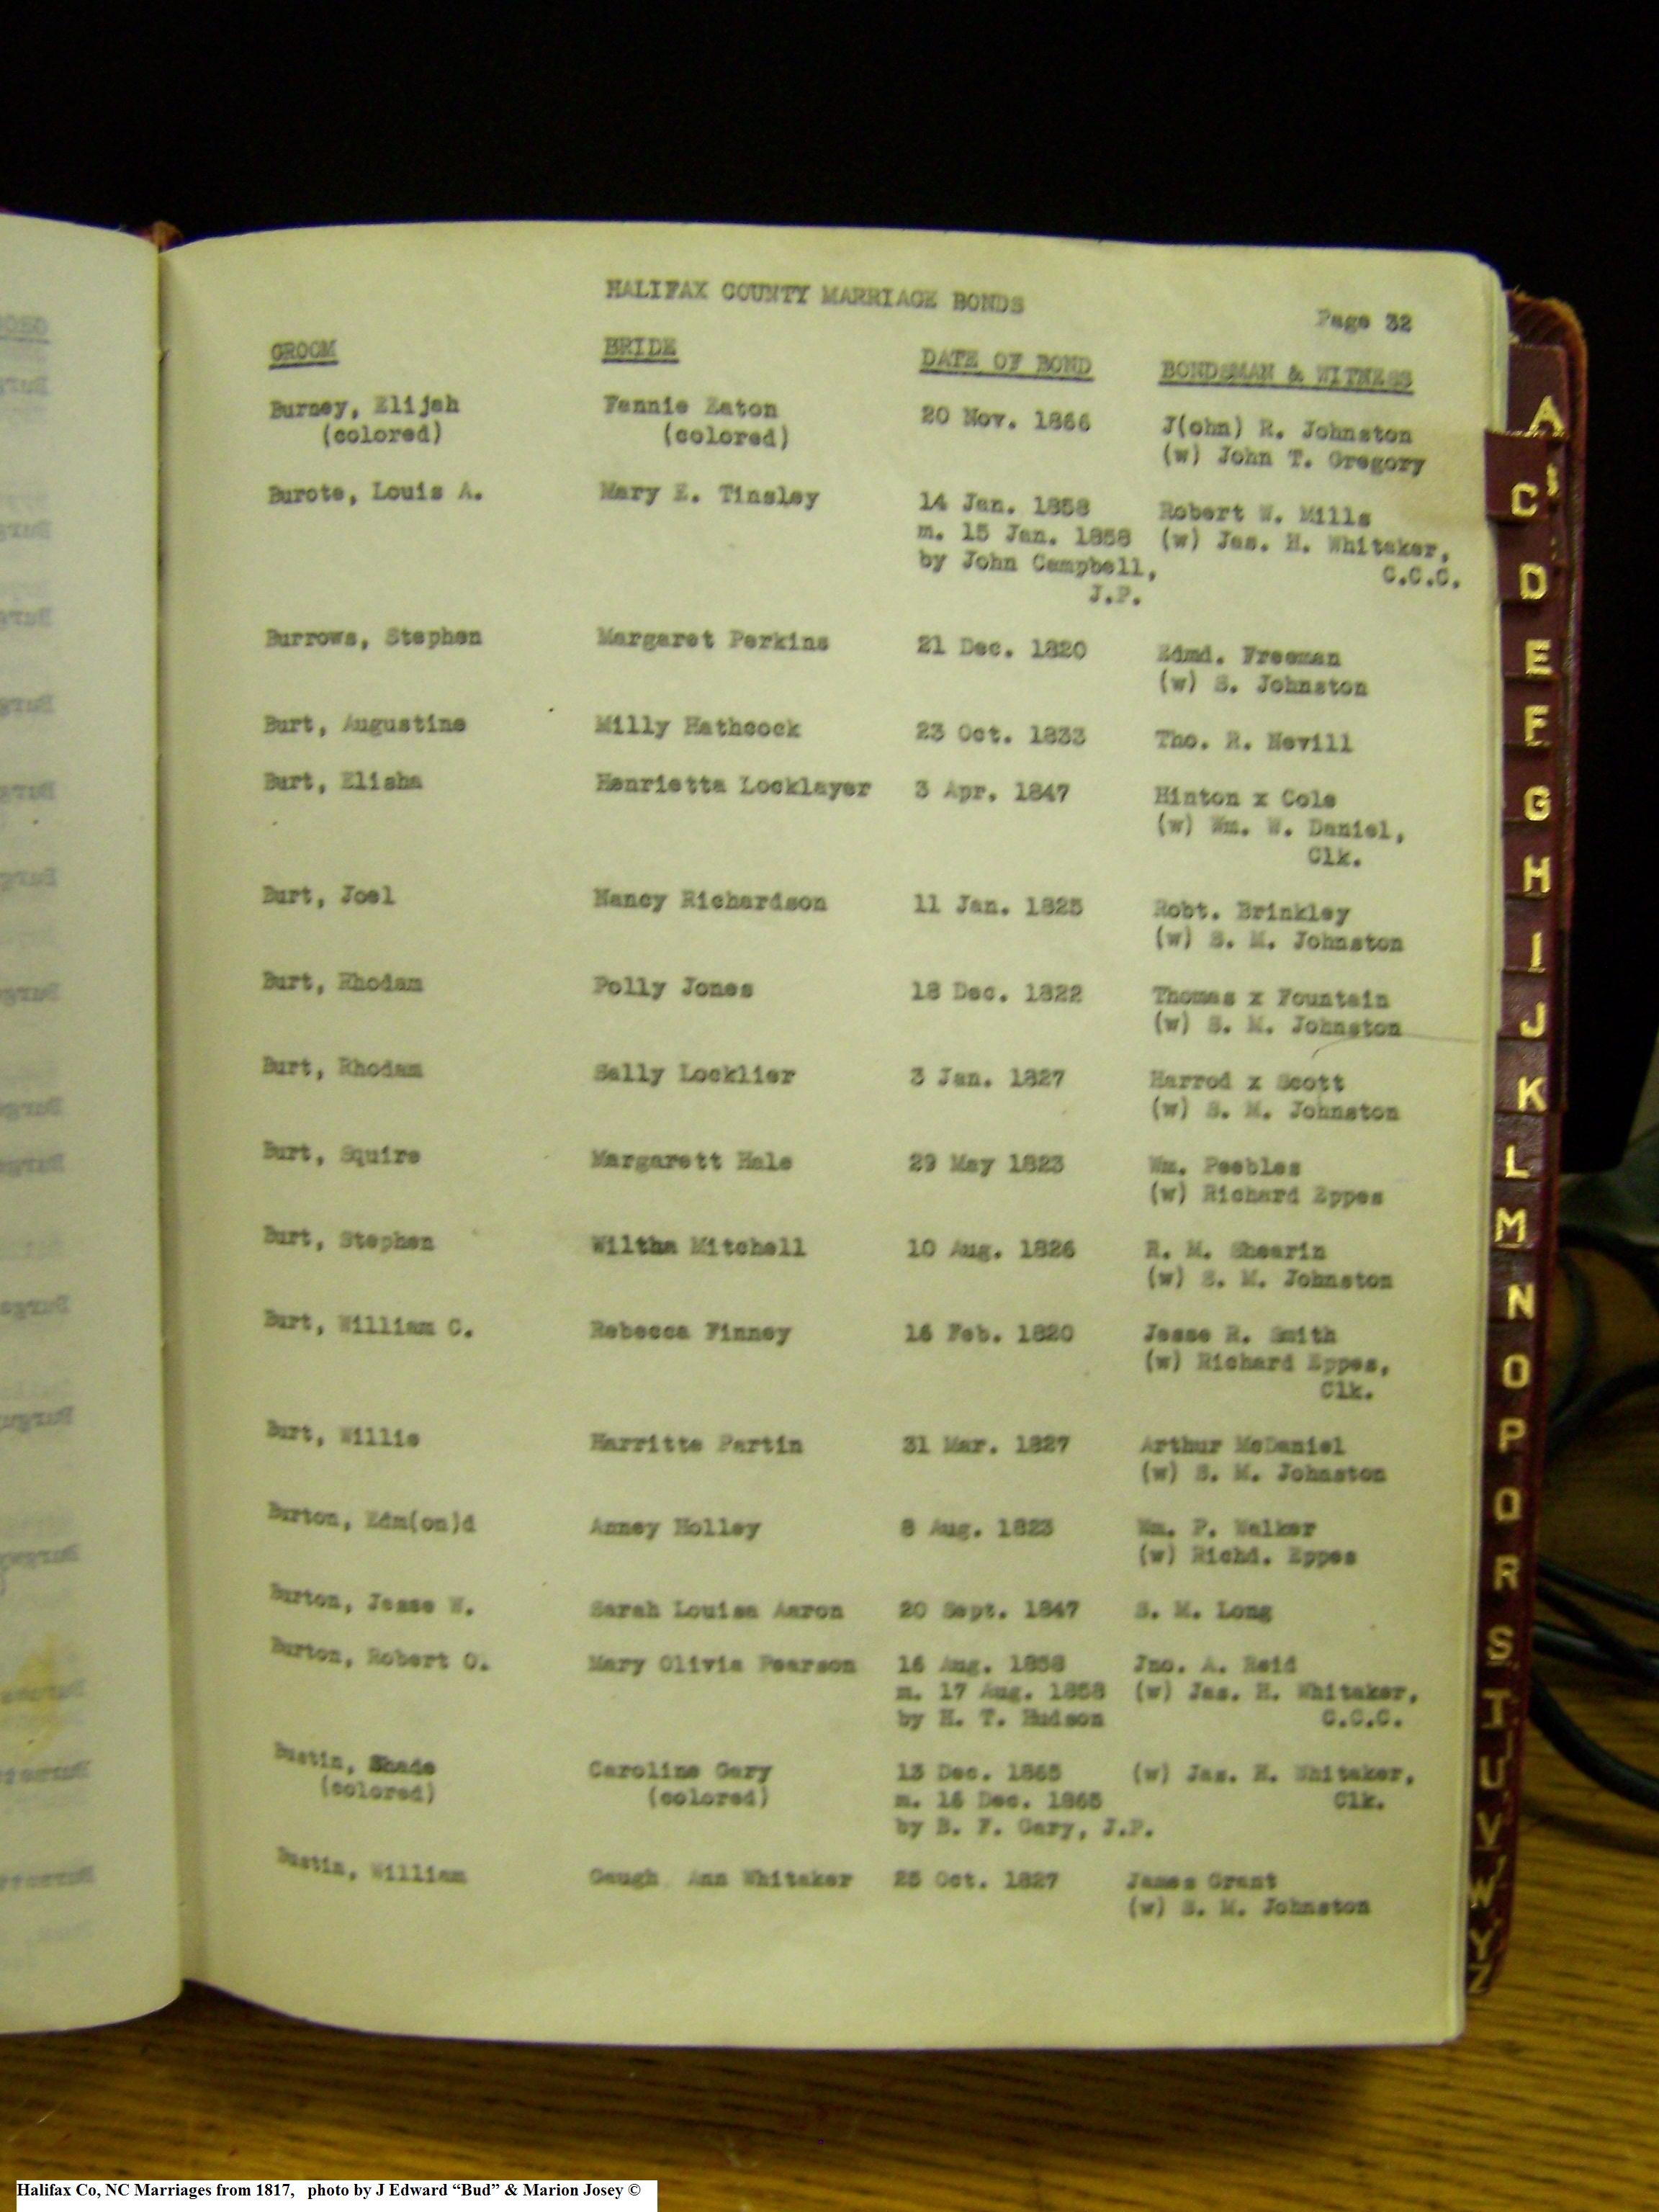 HALIFAX COUNTY MARRIAGE BONDS
Page 32
GROOM BRIDE DATE OF BOND BONDSMAN & WITNESS
Burney, Elijah Fannie Eaton 20 Nov. 1866 J(ohn) R. Johnston
(colored) (colored) (w) John T. Gregory
Burote, Louis A. Mary E. Tinsley 14 Jan. 1858 Robert W. Mills
m. 15 Jan. 1858 (w) Jas. H. Whitaker,
by John Campbell, C.C.C.
J.P.
Burrows, Stephen Margaret Perkins 21 Dec. 1820 Edmd. Freeman
(w) S. Johnston
Burt, Augustine Milly Hathcock 23 Oct. 1833 Tho. R. Nevill
Burt, Elisha Henrietta Locklayer 3 Apr. 1847 Hinton x Cole
(w) Wm. W. Daniel,
Clk.
Burt, Joel Nancy Richardson 11 Jan. 1825 Robt. Brinkley
(w) S. M. Johnston
Burt, Rhodam Polly Jones 18 Dec. 1822 Thomas x Fountain
(w) S. M. Johnston
Burt, Rhodam Sally Locklier 3 Jan. 1827 Harrod x Scott
(w) S. M. Johnston
Burt, Squire Margarett Hale 29 May 1823 Wm. Peebles
(w) Richard Eppes
Burt, Stephen Wiltha Mitchell 10 Aug. 1826 R. M. Shearin
(w) S. M. Johnston
Burt, William C. Rebecca Finney 16 Feb. 1820 Jesse R. Smith
(w) Richard Eppes,
Clk.
Burt, Willie Harritte Partin 31 Mar. 1827 Arthur McDaniel
(w) S. M. Johnston
Burton, Edm(on)d Anney Holley 8 Aug. 1823 Wm. P. Walker
(w) Richd. Eppes
Burton, Jesse W. Sarah Louisa Aaron 20 Sept. 1847 S. M. Long
Burton, Robert O. Mary Olivia Pearson 16 Aug. 1858 Jno. A. Reid
m. 17 Aug. 1858 (w) Jas. H. Whitaker,
by H. T. Hudson C.C.C.
Bustin, Shade Caroline Gary 13 Dec. 1865 (w) Jas. H. Whitaker,
(colored) (colored) m. 16 Dec. 1865 Clk.
by B. F. Gary, J.P.
Bustin, William Gaugh Ann Whitaker 25 Oct. 1827 James Grant
(w) S. M. Johnston
A
C
D
E
F
G
H
I
J
K
L
M
N
O
P
Q
R
S
T
U
V
W
Y
Z
Halifax Co, NC Marriages from 1817, photo by J Edward “Bud” & Marion Josey ©